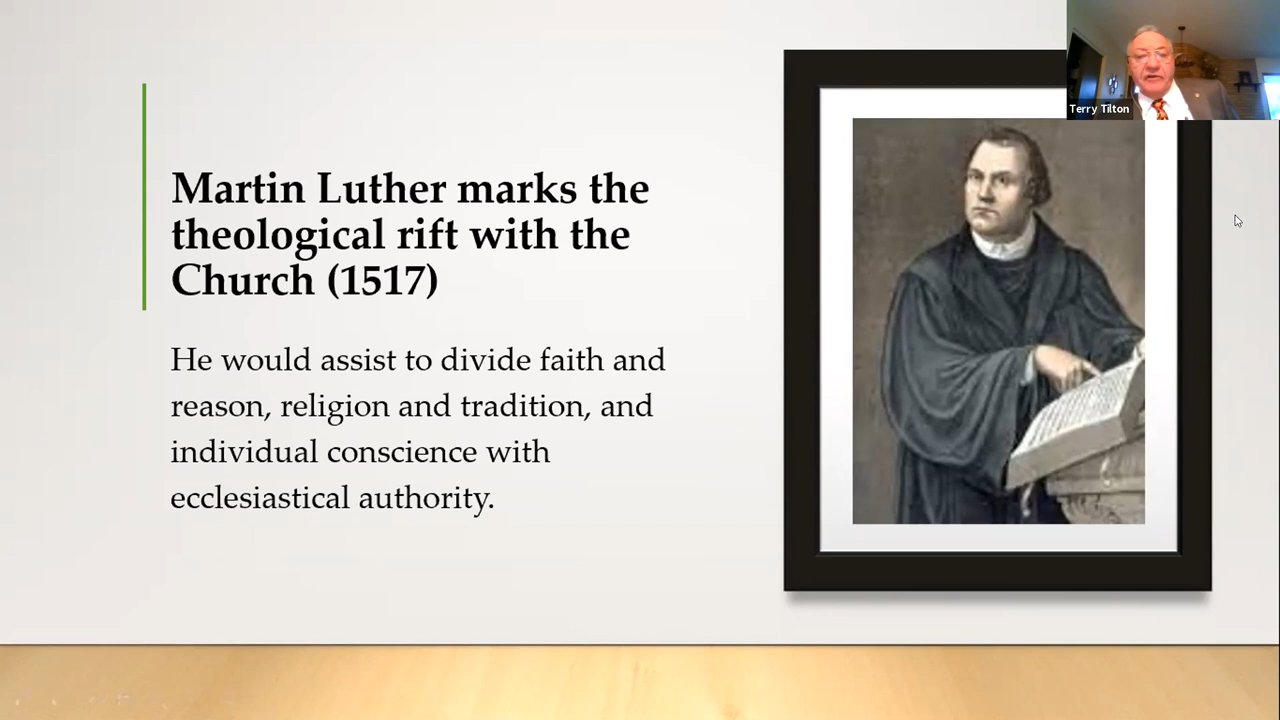 Terry Tilton
Martin Luther marks the
theological rift with the
Church (1517)
He would assist to divide faith and
reason, religion and tradition, and
individual conscience with
ecclesiastical authority.